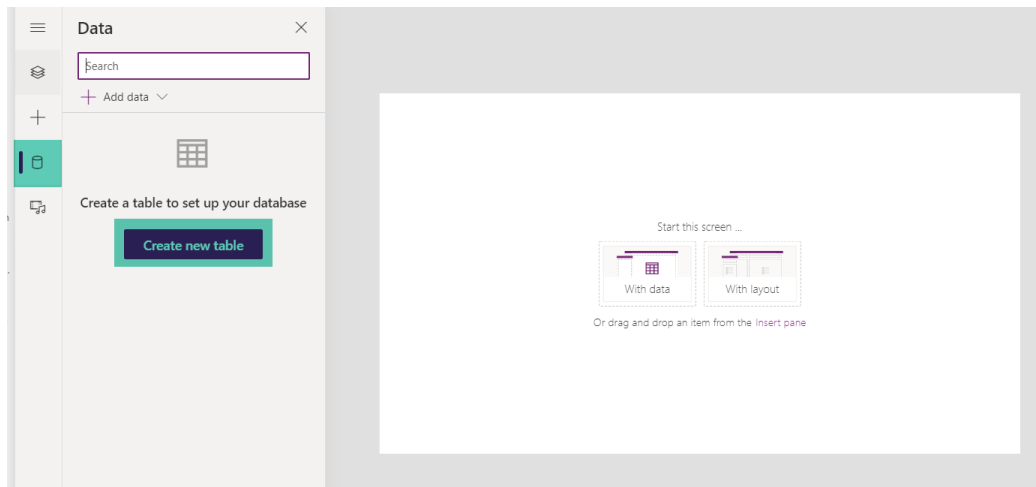 Data
Search
Add data
Create a table to set up your database
Create new table
Start this screen ...
With data
With layout
Or drag and drop an item from the Insert pane